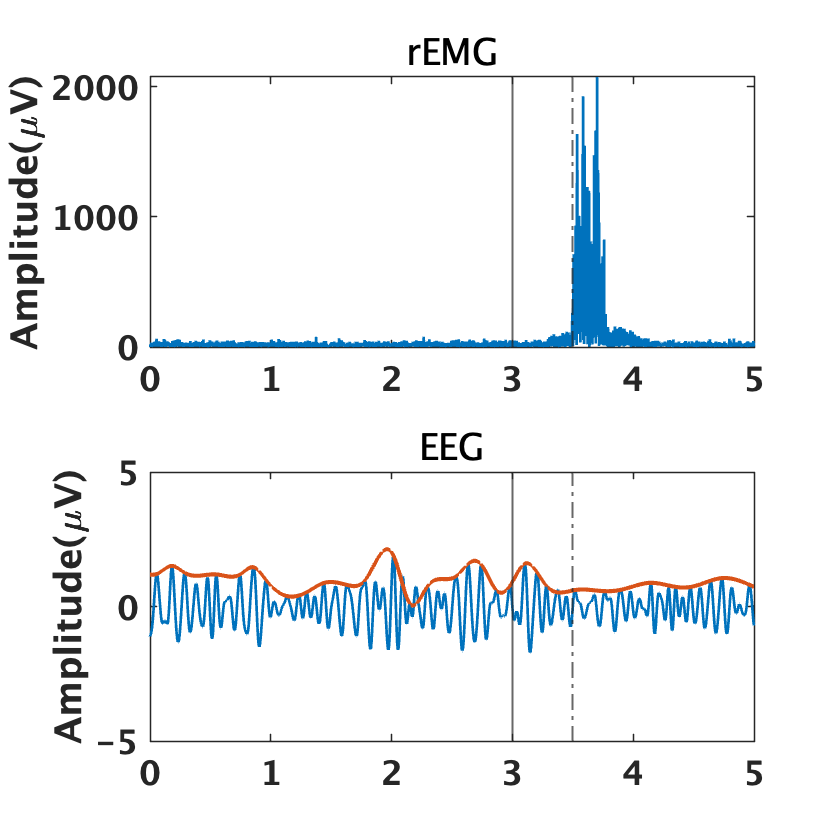 rEMG
Amplitude(μV)
2000
1000
0
0 1 2 3 4 5
EEG
Amplitude(μV)
5
0
−5
0 1 2 3 4 5